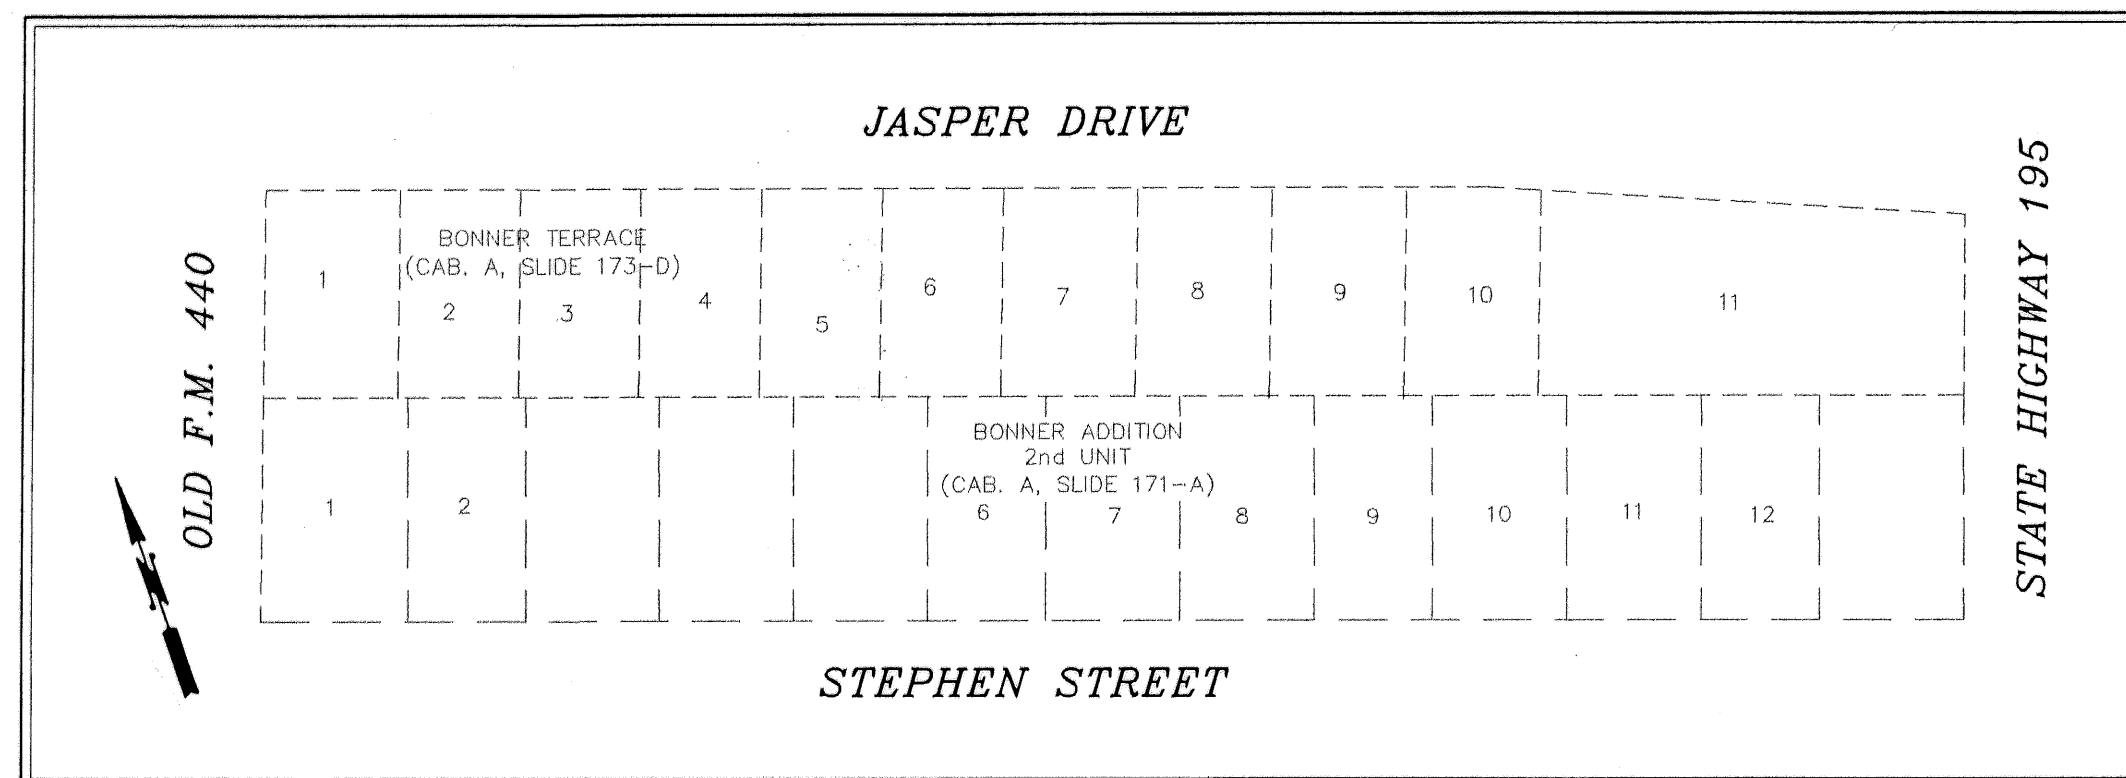 JASPER DRIVE
OLD F.M. 440
STATE HIGHWAY 195
BONNER TERRACE
(CAB. A, SLIDE 173-D)
1
2
3
4
5
6
7
8
9
10
11
BONNER ADDITION
2nd UNIT
(CAB. A, SLIDE 171-A)
1
2
6
7
8
9
10
11
12
STEPHEN STREET